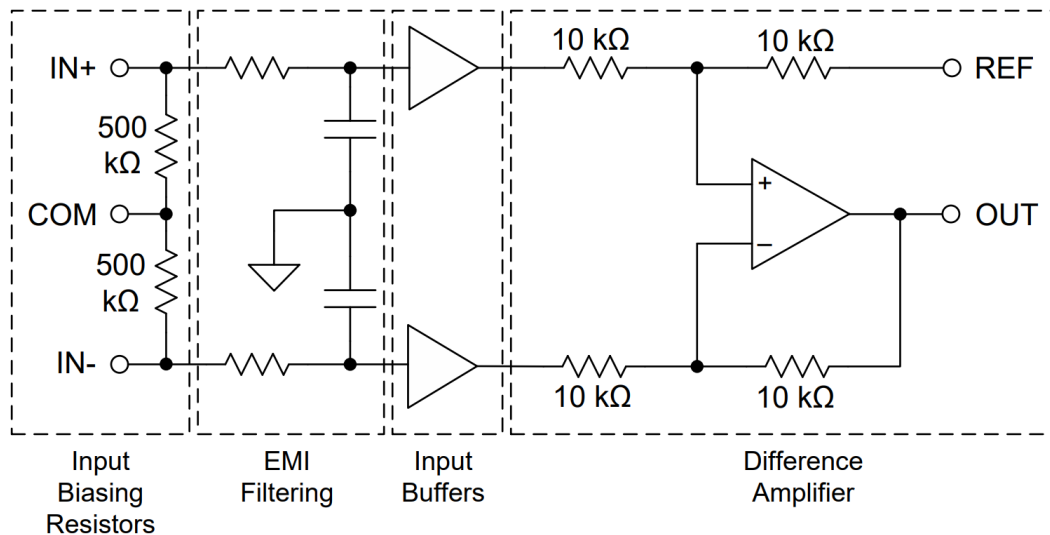 IN+
500
kΩ
COM
500
kΩ
IN-
10 kΩ
10 kΩ
REF
+
−
OUT
10 kΩ
10 kΩ
Input
Biasing
Resistors
EMI
Filtering
Input
Buffers
Difference
Amplifier